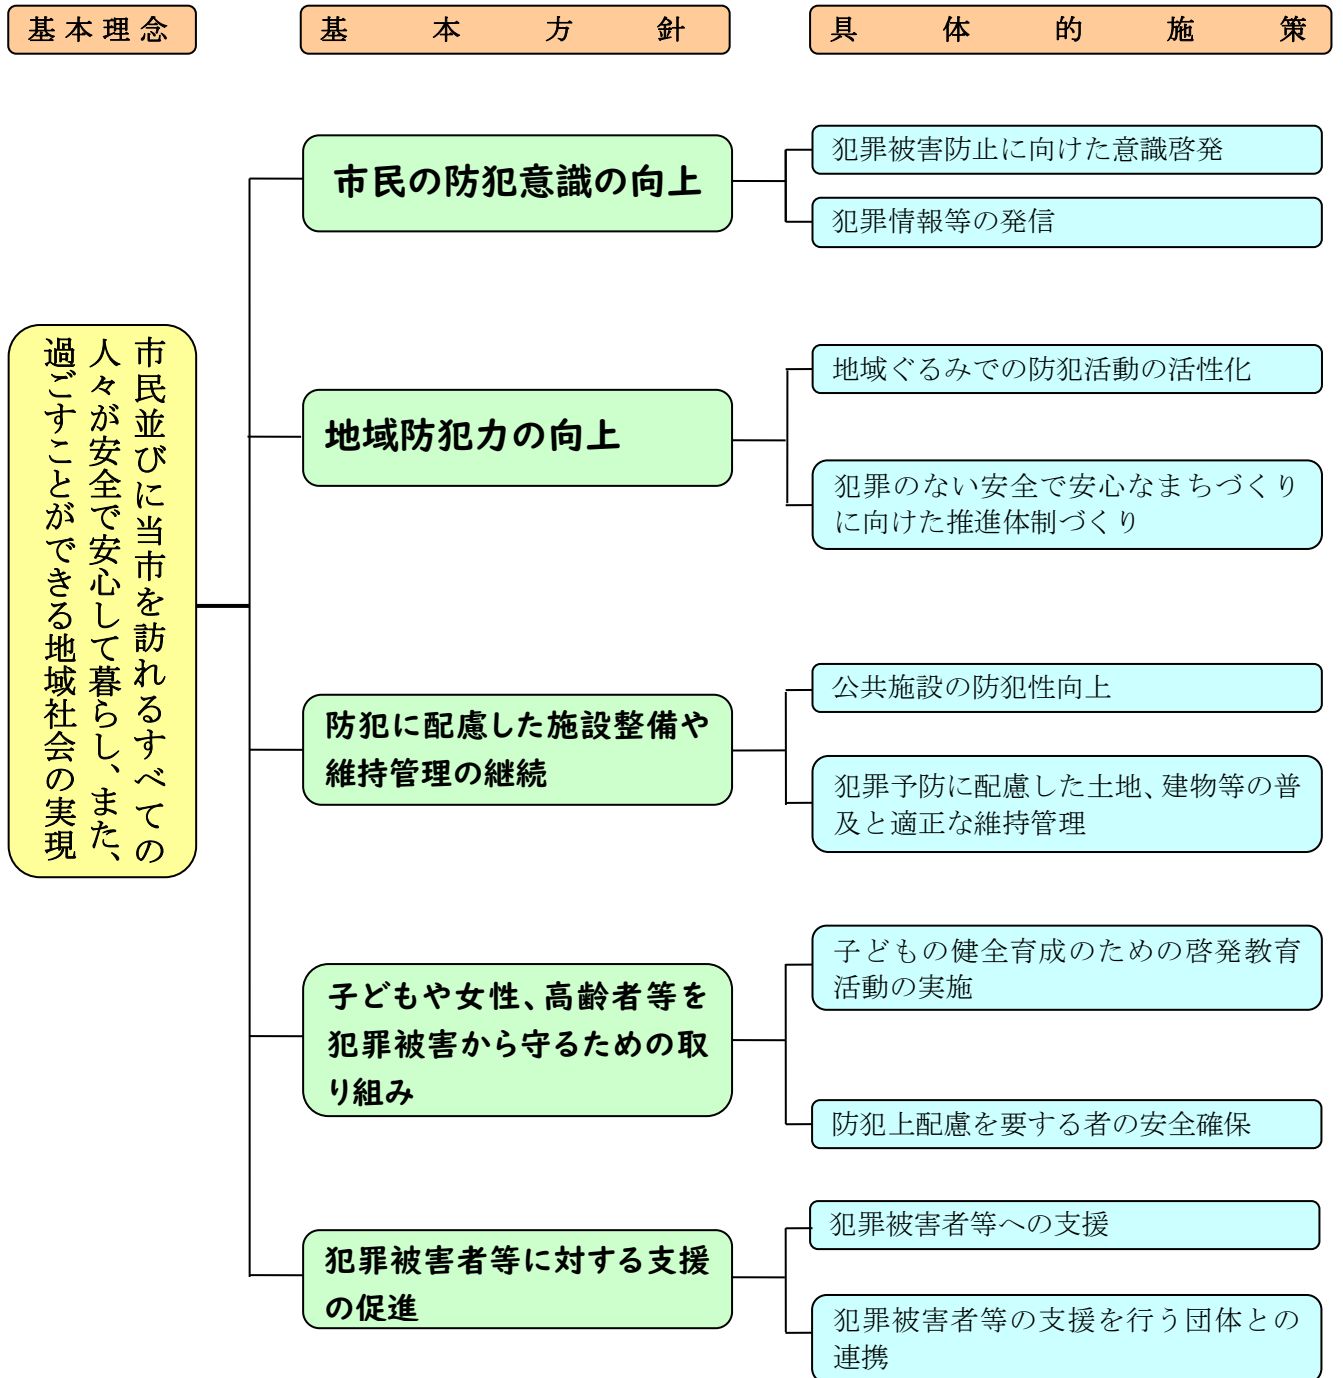 基本理念
基本方針
具体的施策
市民並びに当市を訪れるすべての
人々が安全で安心して暮らし、また、
過ごすことができる地域社会の実現
市民の防犯意識の向上
犯罪被害防止に向けた意識啓発
犯罪情報等の発信
地域防犯力の向上
地域ぐるみでの防犯活動の活性化
犯罪のない安全で安心なまちづくり
に向けた推進体制づくり
防犯に配慮した施設整備や
維持管理の継続
公共施設の防犯性向上
犯罪予防に配慮した土地、建物等の普
及と適正な維持管理
子どもや女性、高齢者等を
犯罪被害から守るための取
り組み
子どもの健全育成のための啓発教育
活動の実施
防犯上配慮を要する者の安全確保
犯罪被害者等に対する支援
の促進
犯罪被害者等への支援
犯罪被害者等の支援を行う団体との
連携